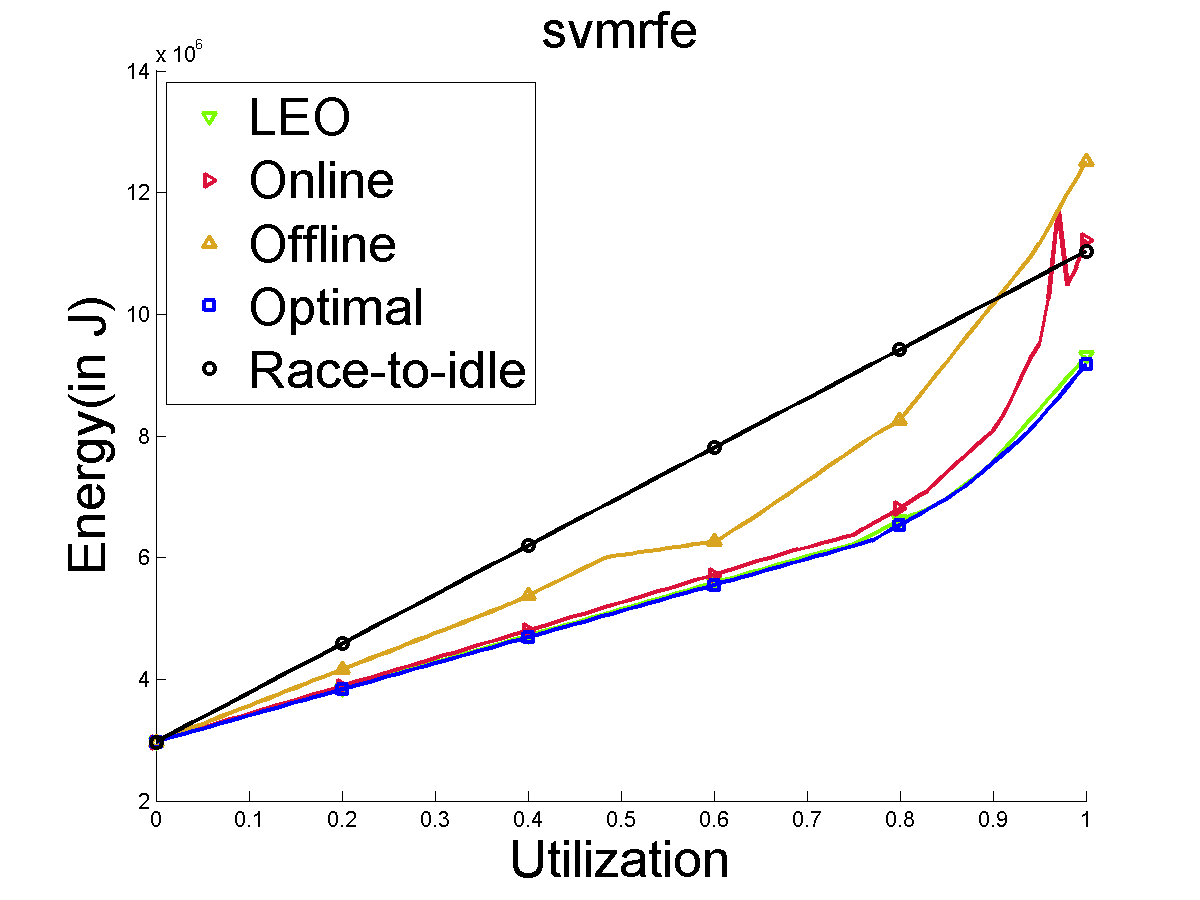 svmrfe
x 10^6
14
12
10
8
6
4
2
LEO
Online
Offline
Optimal
Race-to-idle
Energy(in J)
0 0.1 0.2 0.3 0.4 0.5 0.6 0.7 0.8 0.9 1
Utilization